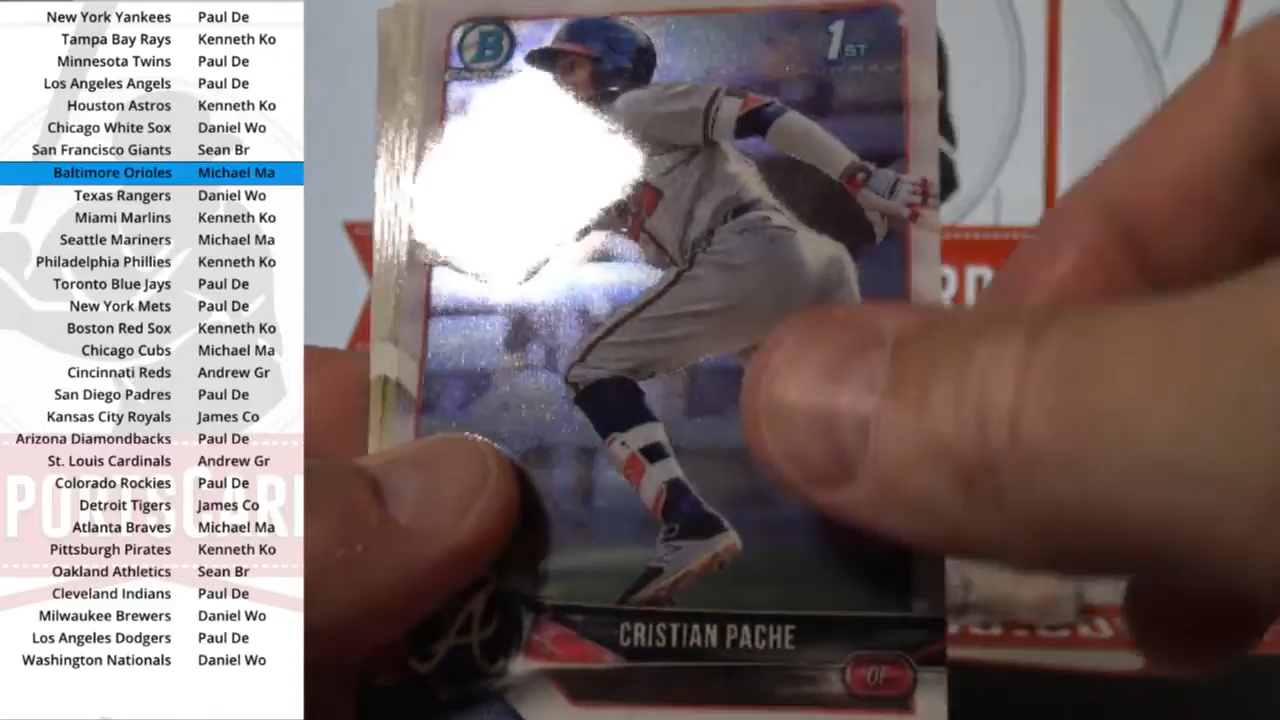 New York Yankees Paul De
Tampa Bay Rays Kenneth Ko
Minnesota Twins Paul De
Los Angeles Angels Paul De
Houston Astros Kenneth Ko
Chicago White Sox Daniel Wo
San Francisco Giants Sean Br
Baltimore Orioles Michael Ma
Texas Rangers Daniel Wo
Miami Marlins Kenneth Ko
Seattle Mariners Michael Ma
Philadelphia Phillies Kenneth Ko
Toronto Blue Jays Paul De
New York Mets Paul De
Boston Red Sox Kenneth Ko
Chicago Cubs Michael Ma
Cincinnati Reds Andrew Gr
San Diego Padres Paul De
Kansas City Royals James Co
Arizona Diamondbacks Paul De
St. Louis Cardinals Andrew Gr
Colorado Rockies Paul De
Detroit Tigers James Co
Atlanta Braves Michael Ma
Pittsburgh Pirates Kenneth Ko
Oakland Athletics Sean Br
Cleveland Indians Paul De
Milwaukee Brewers Daniel Wo
Los Angeles Dodgers Paul De
Washington Nationals Daniel Wo
PORTSCARD
B
1ST
A
CRISTIAN PACHE
OF